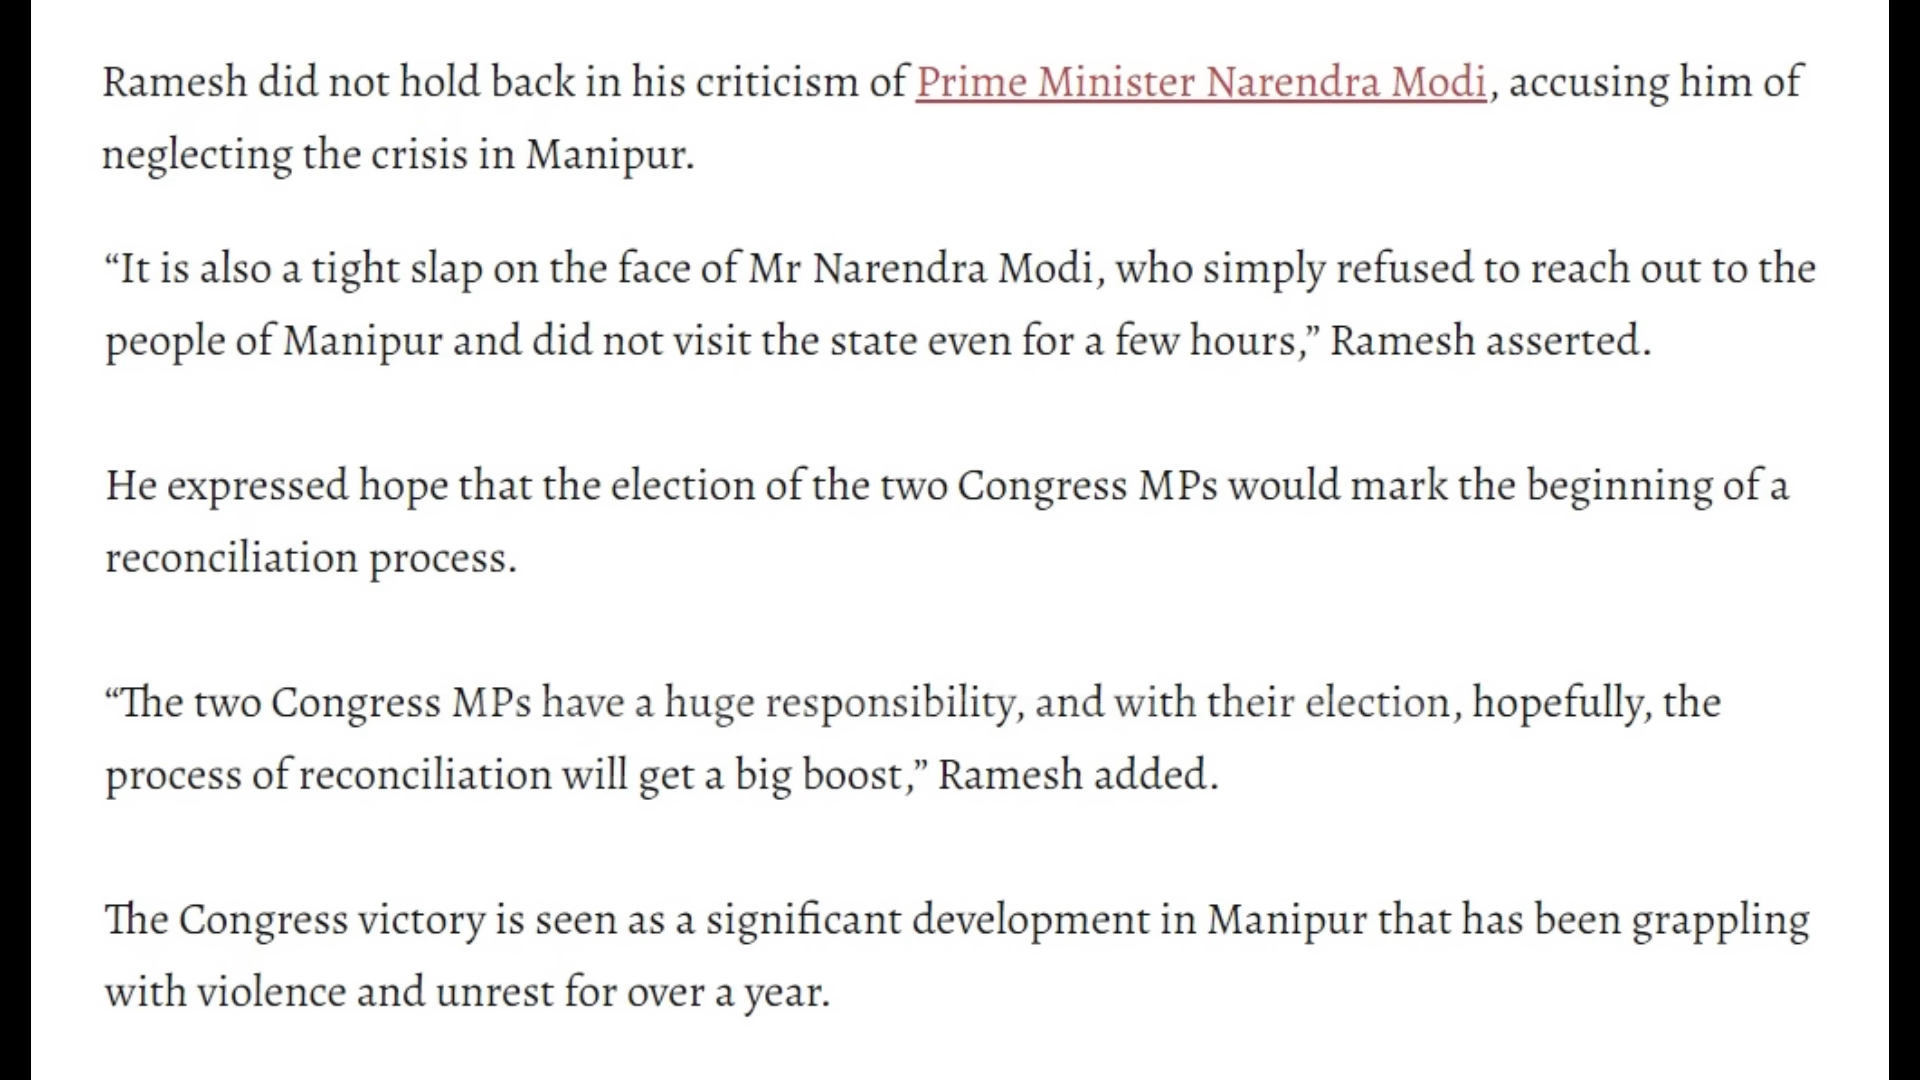 Ramesh did not hold back in his criticism of Prime Minister Narendra Modi, accusing him of
neglecting the crisis in Manipur.
“It is also a tight slap on the face of Mr Narendra Modi, who simply refused to reach out to the
people of Manipur and did not visit the state even for a few hours,” Ramesh asserted.
He expressed hope that the election of the two Congress MPs would mark the beginning of a
reconciliation process.
“The two Congress MPs have a huge responsibility, and with their election, hopefully, the
process of reconciliation will get a big boost,” Ramesh added.
The Congress victory is seen as a significant development in Manipur that has been grappling
with violence and unrest for over a year.